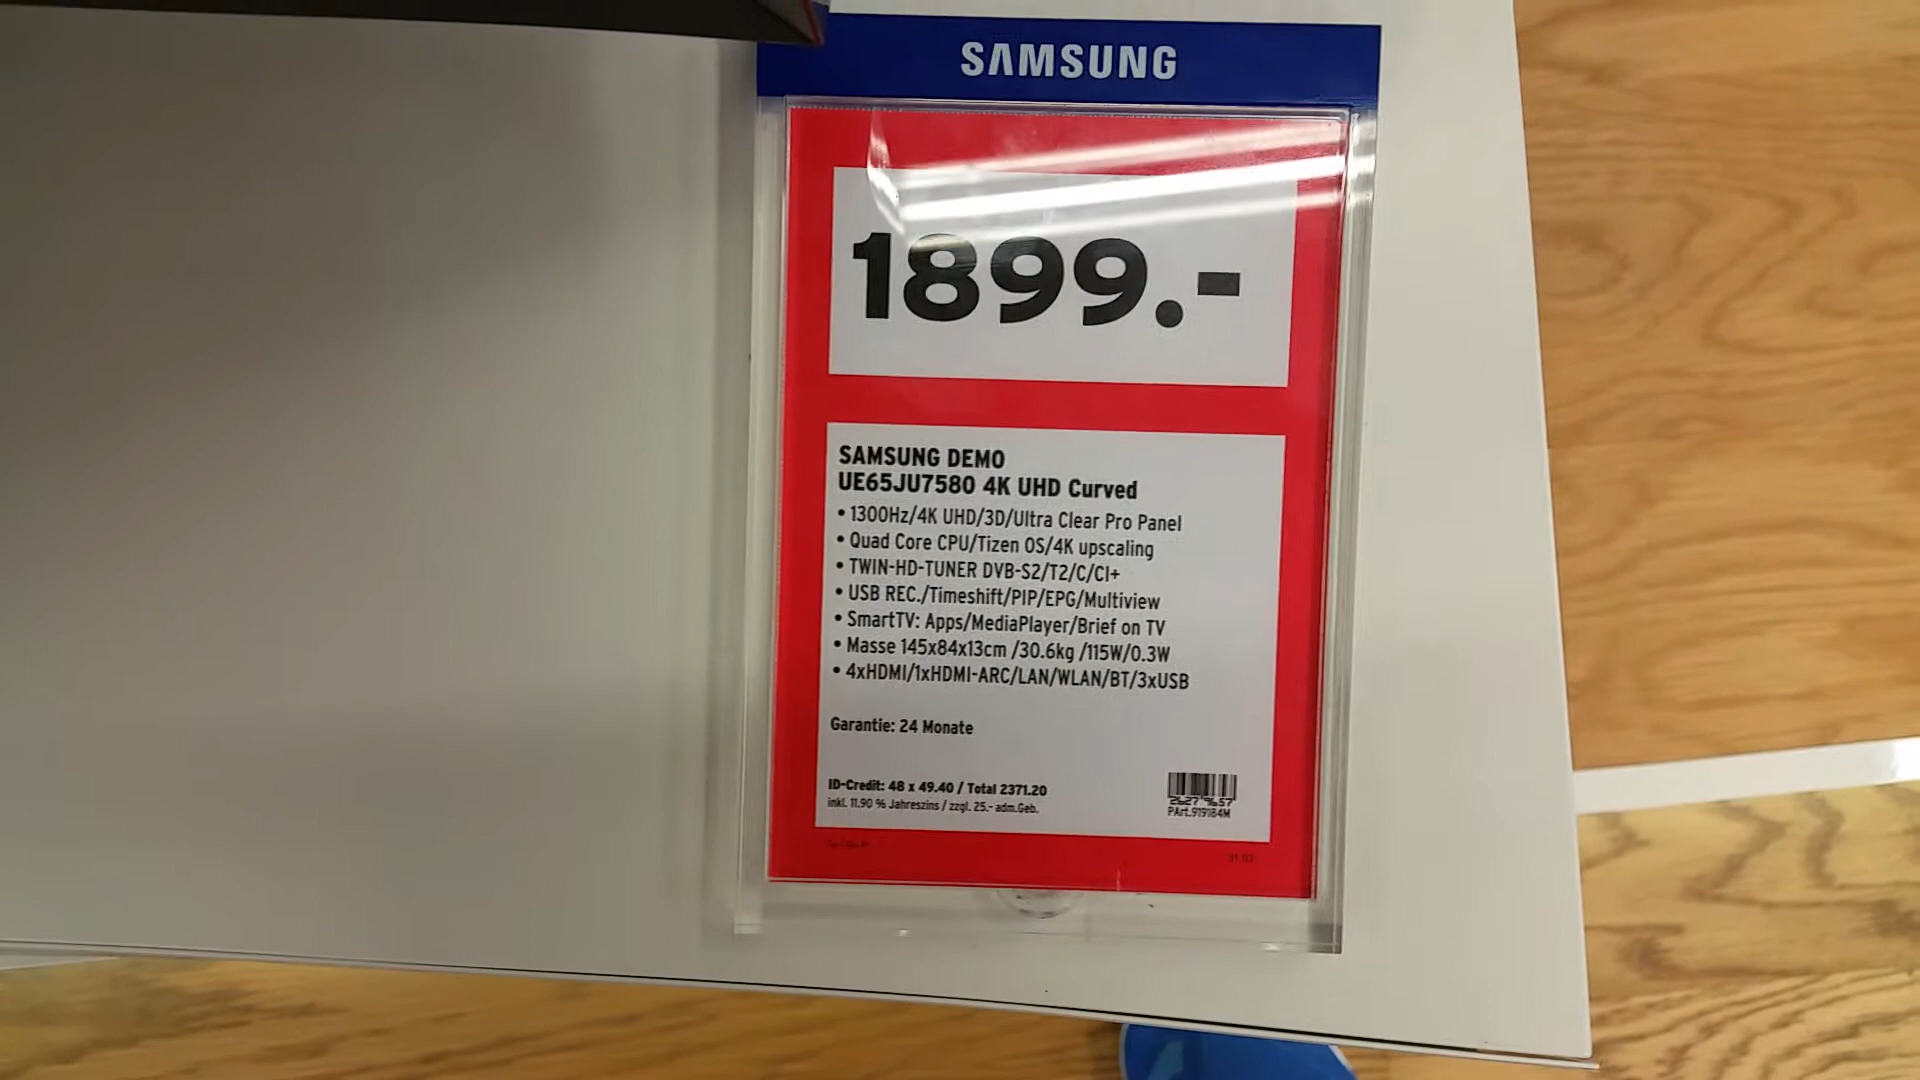 SAMSUNG
1899.-
SAMSUNG DEMO
UE65JU7580 4K UHD Curved
• 1300Hz/4K UHD/3D/Ultra Clear Pro Panel
• Quad Core CPU/Tizen OS/4K upscaling
• TWIN-HD-TUNER DVB-S2/T2/C/CI+
• USB REC./Timeshift/PIP/EPG/Multiview
• SmartTV: Apps/MediaPlayer/Brief on TV
• Masse 145x84x13cm /30.6kg /115W/0.3W
• 4xHDMI/1xHDMI-ARC/LAN/WLAN/BT/3xUSB
Garantie: 24 Monate
ID-Credit: 48 x 49.40 / Total 2371.20
inkl. 11.90 % Jahreszins / zzgl. 25.- adm.Geb.
PArt.919184M